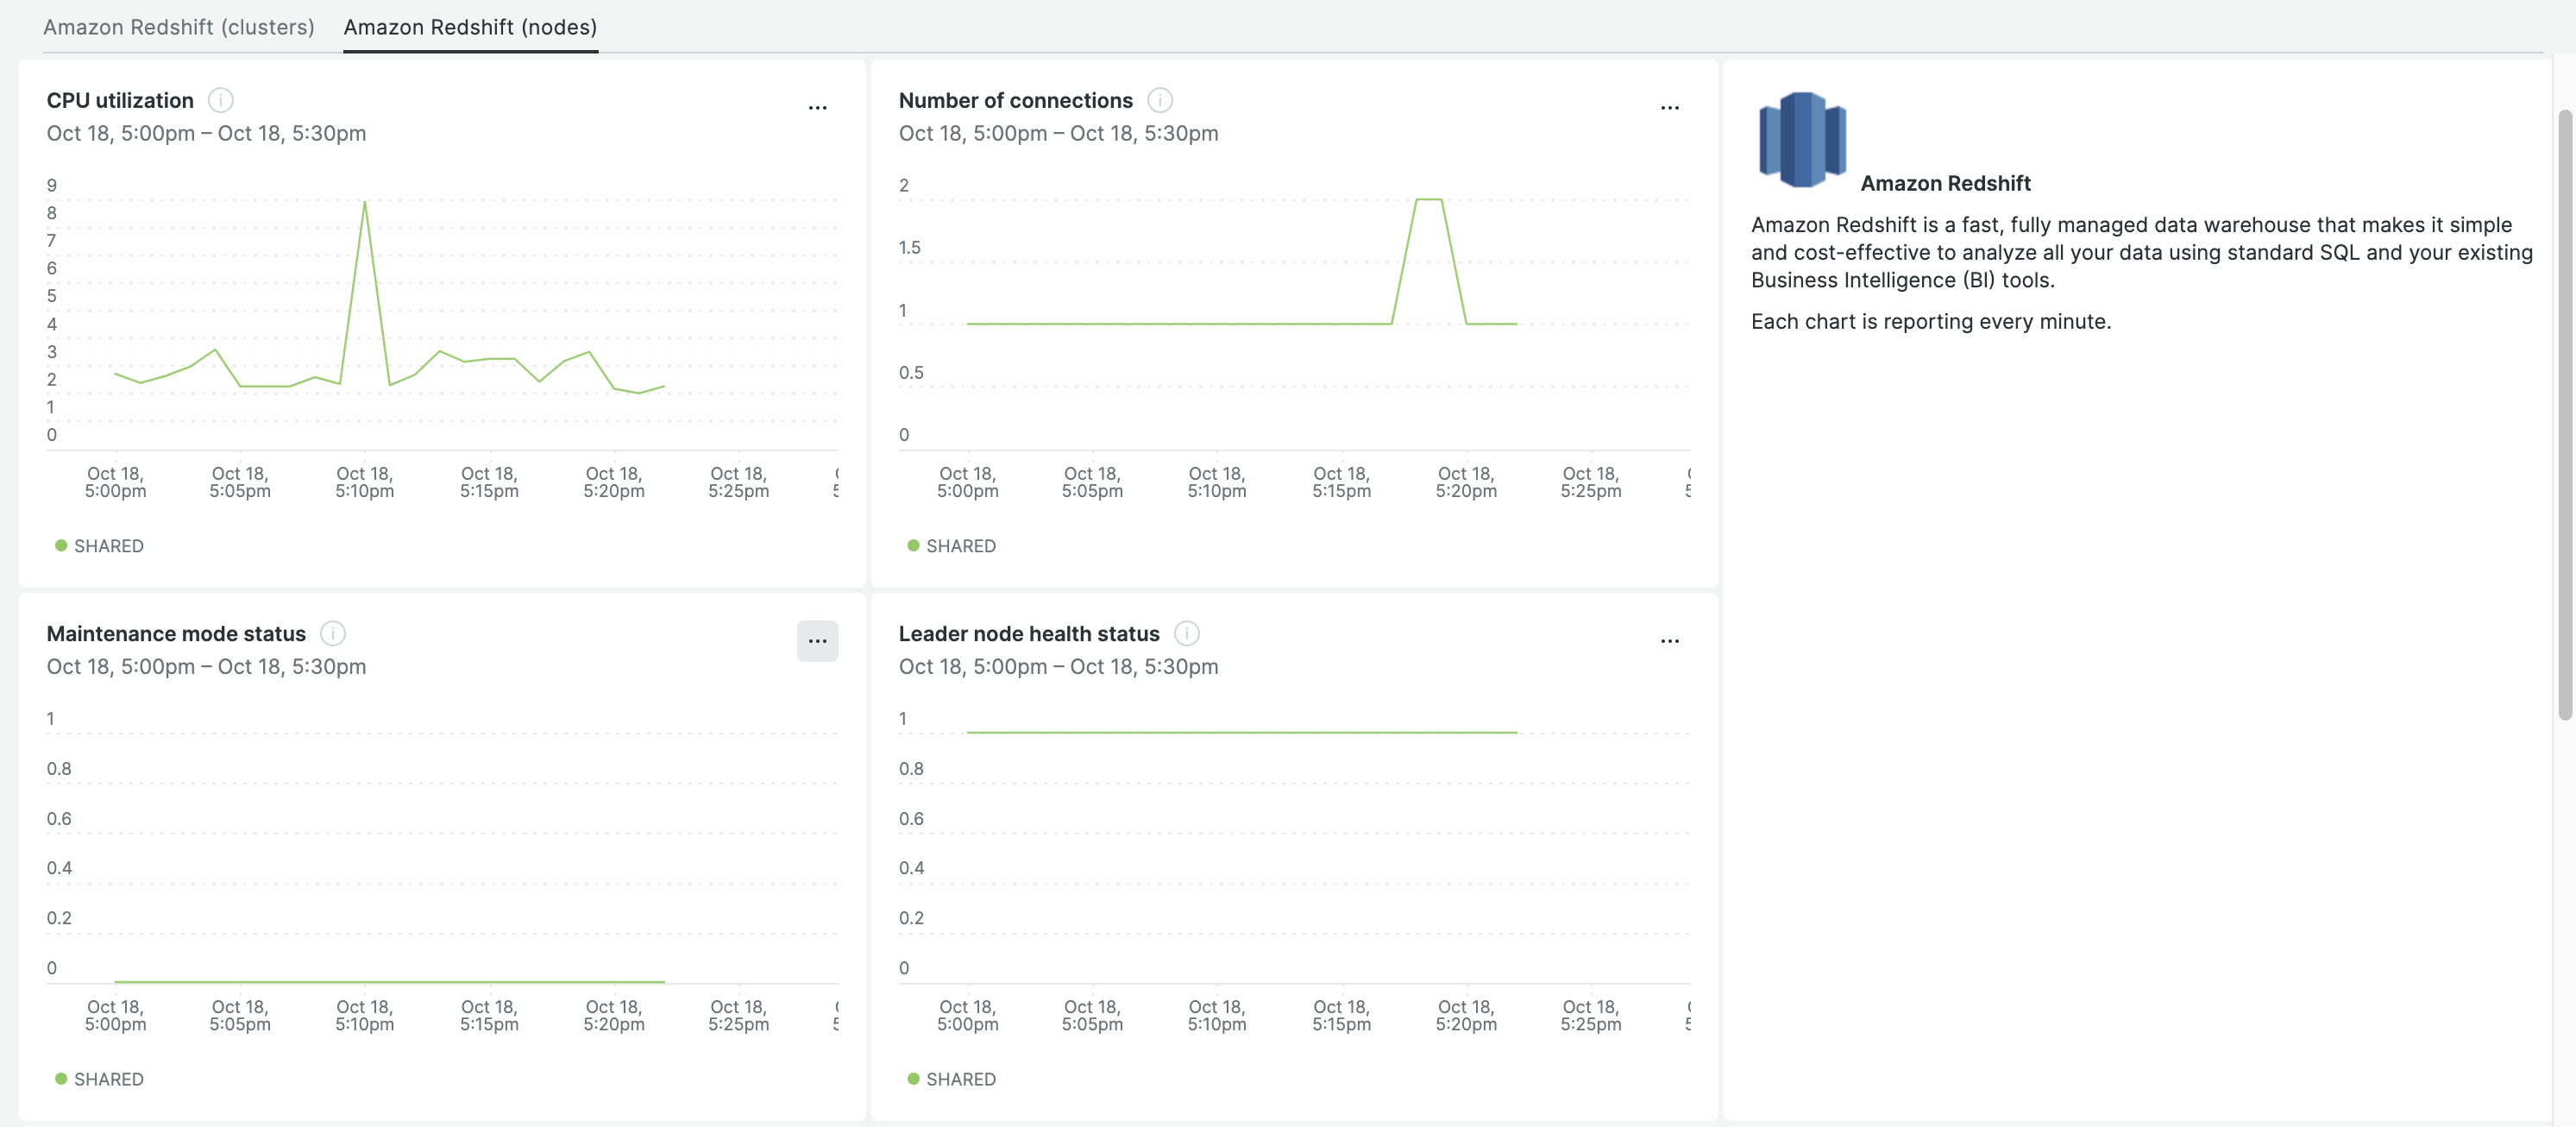 Amazon Redshift (clusters)
Amazon Redshift (nodes)
CPU utilization
Oct 18, 5:00pm – Oct 18, 5:30pm
9
8
7
6
5
4
3
2
1
0
Oct 18,
5:00pm
Oct 18,
5:05pm
Oct 18,
5:10pm
Oct 18,
5:15pm
Oct 18,
5:20pm
Oct 18,
5:25pm
SHARED
Number of connections
Oct 18, 5:00pm – Oct 18, 5:30pm
2
1.5
1
0.5
0
Oct 18,
5:00pm
Oct 18,
5:05pm
Oct 18,
5:10pm
Oct 18,
5:15pm
Oct 18,
5:20pm
Oct 18,
5:25pm
SHARED
Amazon Redshift
Amazon Redshift is a fast, fully managed data warehouse that makes it simple
and cost-effective to analyze all your data using standard SQL and your existing
Business Intelligence (BI) tools.
Each chart is reporting every minute.
Maintenance mode status
Oct 18, 5:00pm – Oct 18, 5:30pm
1
0.8
0.6
0.4
0.2
0
Oct 18,
5:00pm
Oct 18,
5:05pm
Oct 18,
5:10pm
Oct 18,
5:15pm
Oct 18,
5:20pm
Oct 18,
5:25pm
SHARED
Leader node health status
Oct 18, 5:00pm – Oct 18, 5:30pm
1
0.8
0.6
0.4
0.2
0
Oct 18,
5:00pm
Oct 18,
5:05pm
Oct 18,
5:10pm
Oct 18,
5:15pm
Oct 18,
5:20pm
Oct 18,
5:25pm
SHARED